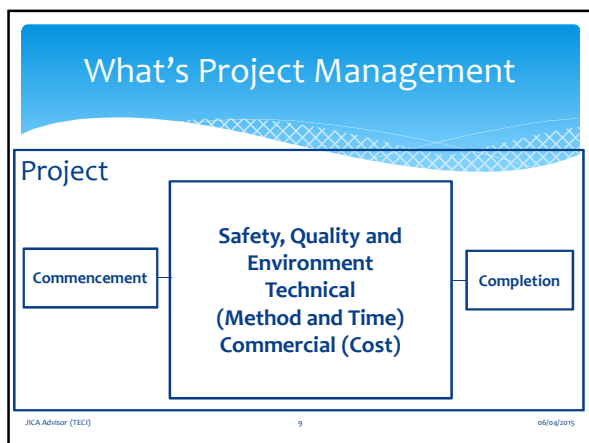 What's Project Management
Project
Commencement
Safety, Quality and
Environment
Technical
(Method and Time)
Commercial (Cost)
Completion
JICA Advisor (TECI)
9
06/04/2015